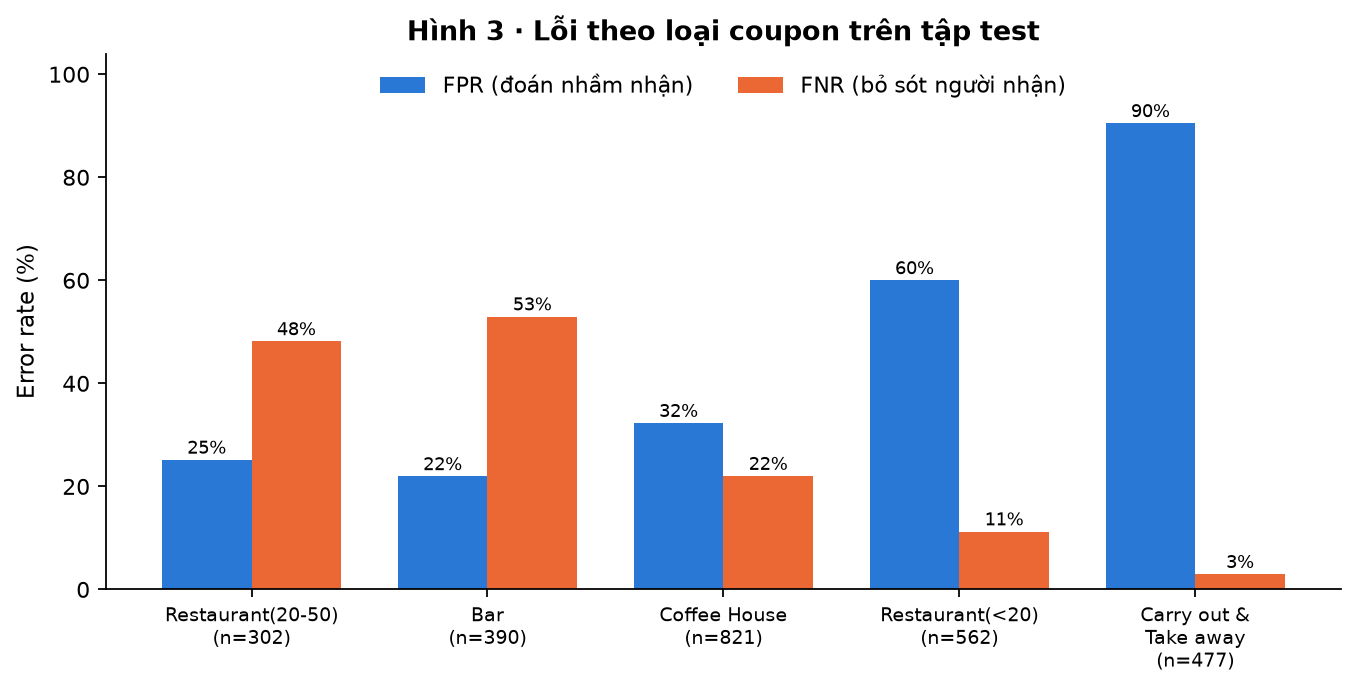 Hình 3 · Lỗi theo loại coupon trên tập test
FPR (đoán nhầm nhận)
FNR (bỏ sót người nhận)
Error rate (%)
100
80
60
40
20
0
25%
48%
22%
53%
32%
22%
60%
11%
90%
3%
Restaurant(20-50)
(n=302)
Bar
(n=390)
Coffee House
(n=821)
Restaurant(<20)
(n=562)
Carry out &
Take away
(n=477)